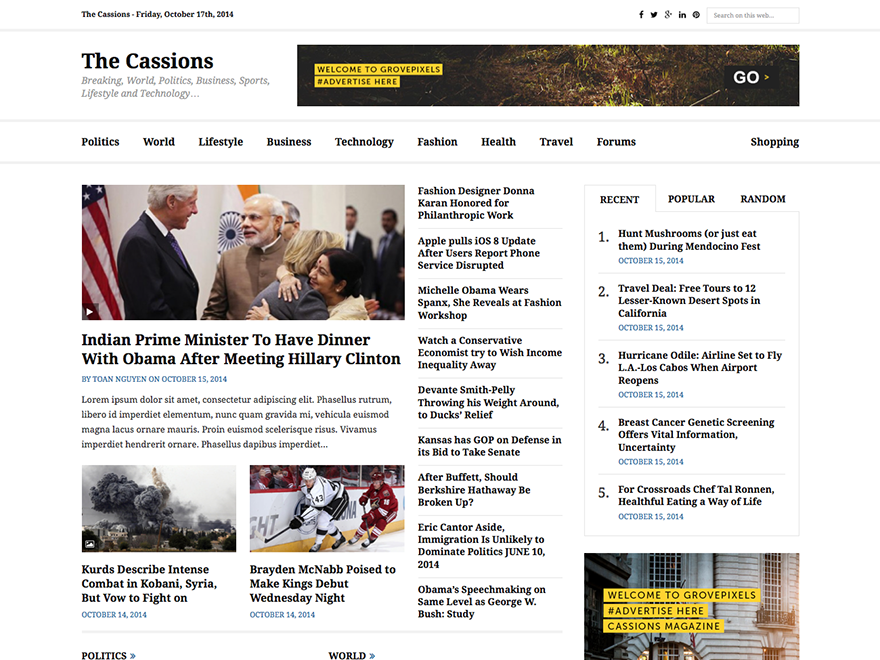 The Cassions - Friday, October 17th, 2014
Search on this web...
The Cassions
Breaking, World, Politics, Business, Sports,
Lifestyle and Technology…
WELCOME TO GROVEPIXELS
#ADVERTISE HERE
GO >
Politics World Lifestyle Business Technology Fashion Health Travel Forums Shopping
Indian Prime Minister To Have Dinner
With Obama After Meeting Hillary Clinton
BY TOAN NGUYEN ON OCTOBER 15, 2014
Lorem ipsum dolor sit amet, consectetur adipiscing elit. Phasellus rutrum,
libero id imperdiet elementum, nunc quam gravida mi, vehicula euismod
magna lacus ornare mauris. Proin euismod scelerisque risus. Vivamus
imperdiet hendrerit ornare. Phasellus dapibus imperdiet...
43
Kurds Describe Intense
Combat in Kobani, Syria,
But Vow to Fight on
OCTOBER 14, 2014
Brayden McNabb Poised to
Make Kings Debut
Wednesday Night
OCTOBER 14, 2014
Fashion Designer Donna
Karan Honored for
Philanthropic Work
Apple pulls iOS 8 Update
After Users Report Phone
Service Disrupted
Michelle Obama Wears
Spanx, She Reveals at Fashion
Workshop
Watch a Conservative
Economist try to Wish Income
Inequality Away
Devante Smith-Pelly
Throwing his Weight Around,
to Ducks’ Relief
Kansas has GOP on Defense in
its Bid to Take Senate
After Buffett, Should
Berkshire Hathaway Be
Broken Up?
Eric Cantor Aside,
Immigration Is Unlikely to
Dominate Politics JUNE 10,
2014
Obama’s Speechmaking on
Same Level as George W.
Bush: Study
RECENT POPULAR RANDOM
1. Hunt Mushrooms (or just eat
them) During Mendocino Fest
OCTOBER 15, 2014
2. Travel Deal: Free Tours to 12
Lesser-Known Desert Spots in
California
OCTOBER 15, 2014
3. Hurricane Odile: Airline Set to Fly
L.A.-Los Cabos When Airport
Reopens
OCTOBER 15, 2014
4. Breast Cancer Genetic Screening
Offers Vital Information,
Uncertainty
OCTOBER 15, 2014
5. For Crossroads Chef Tal Ronnen,
Healthful Eating a Way of Life
OCTOBER 15, 2014
WELCOME TO GROVEPIXELS
#ADVERTISE HERE
CASSIONS MAGAZINE
POLITICS »
WORLD »